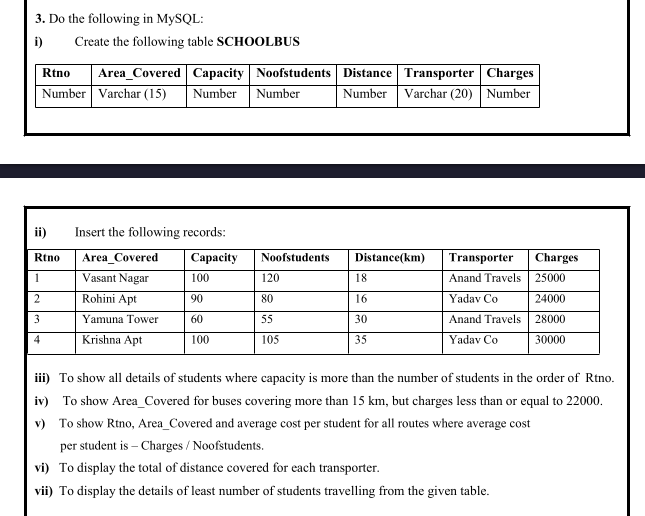 3. Do the following in MySQL:
i) Create the following table SCHOOLBUS
Rtno Area_Covered Capacity Noofstudents Distance Transporter Charges
Number Varchar (15) Number Number Number Varchar (20) Number
ii) Insert the following records:
Rtno Area_Covered Capacity Noofstudents Distance(km) Transporter Charges
1 Vasant Nagar 100 120 18 Anand Travels 25000
2 Rohini Apt 90 80 16 Yadav Co 24000
3 Yamuna Tower 60 55 30 Anand Travels 28000
4 Krishna Apt 100 105 35 Yadav Co 30000
iii) To show all details of students where capacity is more than the number of students in the order of Rtno.
iv) To show Area_Covered for buses covering more than 15 km, but charges less than or equal to 22000.
v) To show Rtno, Area_Covered and average cost per student for all routes where average cost
per student is – Charges / Noofstudents.
vi) To display the total of distance covered for each transporter.
vii) To display the details of least number of students travelling from the given table.